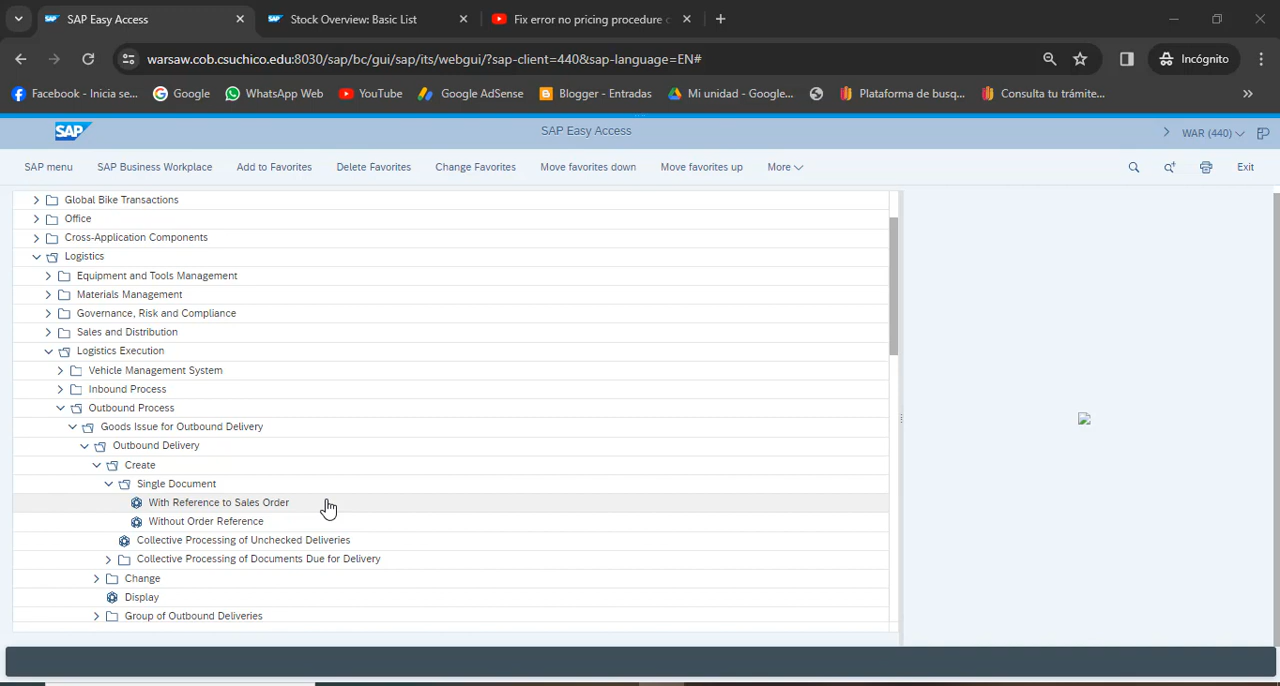 SAP Easy Access
Stock Overview: Basic List
Fix error no pricing procedure
warsaw.cob.csuchico.edu:8030/sap/bc/gui/sap/its/webgui/?sap-client=440&sap-language=EN#
Incógnito
Facebook - Inicia se...
Google
WhatsApp Web
YouTube
Google AdSense
Blogger - Entradas
Mi unidad - Google...
Plataforma de busq...
Consulta tu trámite...
SAP
SAP Easy Access
WAR (440)
SAP menu
SAP Business Workplace
Add to Favorites
Delete Favorites
Change Favorites
Move favorites down
Move favorites up
More
Exit
Global Bike Transactions
Office
Cross-Application Components
Logistics
Equipment and Tools Management
Materials Management
Governance, Risk and Compliance
Sales and Distribution
Logistics Execution
Vehicle Management System
Inbound Process
Outbound Process
Goods Issue for Outbound Delivery
Outbound Delivery
Create
Single Document
With Reference to Sales Order
Without Order Reference
Collective Processing of Unchecked Deliveries
Collective Processing of Documents Due for Delivery
Change
Display
Group of Outbound Deliveries